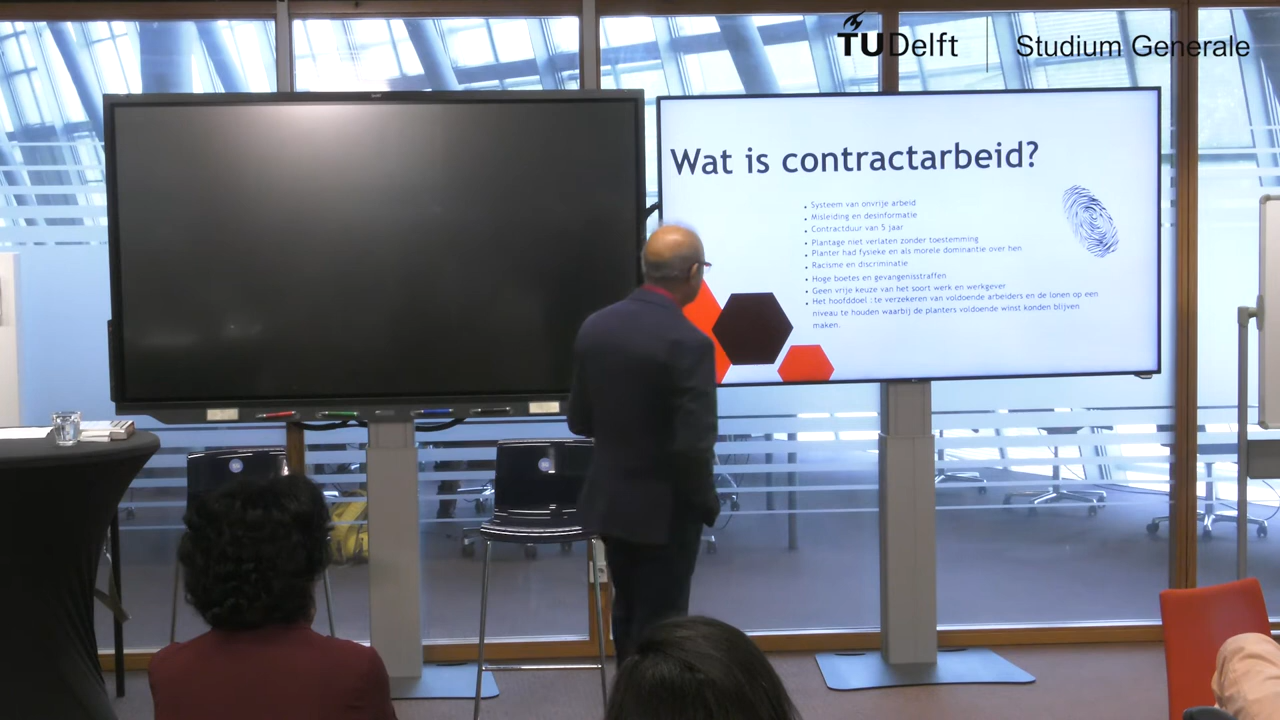 TU Delft
Studium Generale
Wat is contractarbeid?
Systeem van onvrije arbeid
Misleiding en desinformatie
Contractduur van 5 jaar
Plantage niet verlaten zonder toestemming
Planter had fysieke en als morele dominantie over hen
Racisme en discriminatie
Hoge boetes en gevangenisstraffen
Geen vrije keuze van het soort werk en werkgever
Het hoofddoel : te verzekeren van voldoende arbeiders en de lonen op een
niveau te houden waarbij de planters voldoende winst konden blijven
maken.